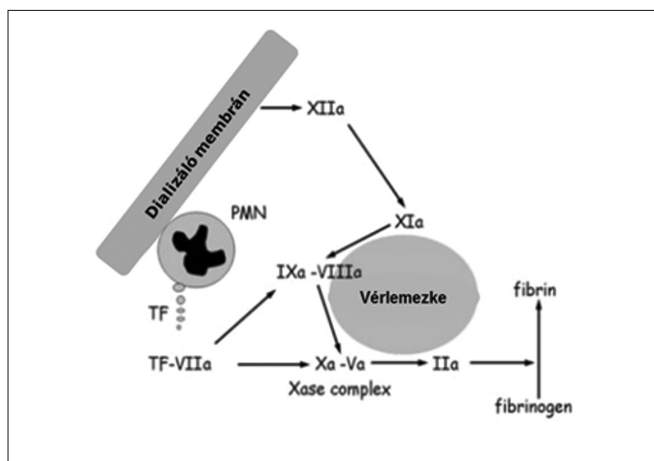 Dializáló membrán
XIIa
PMN
XIa
IXa -VIIIa
Vérlemezke
fibrin
TF
TF-VIIa
Xa -Va
IIa
Xase complex
fibrinogen